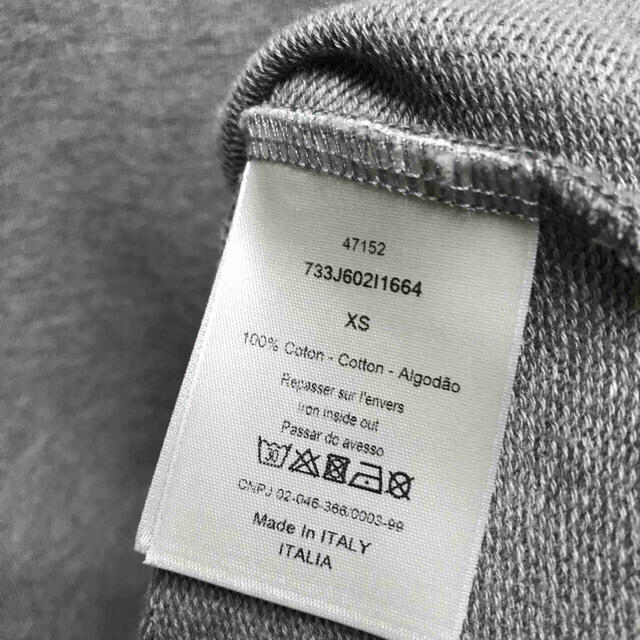 47152
733J602I1664
XS
100% Coton - Cotton - Algodão
Repasser sur l'envers
Iron inside out
Passar do avesso
30
CNPJ 02-046-366/0003-99
Made In ITALY
ITALIA